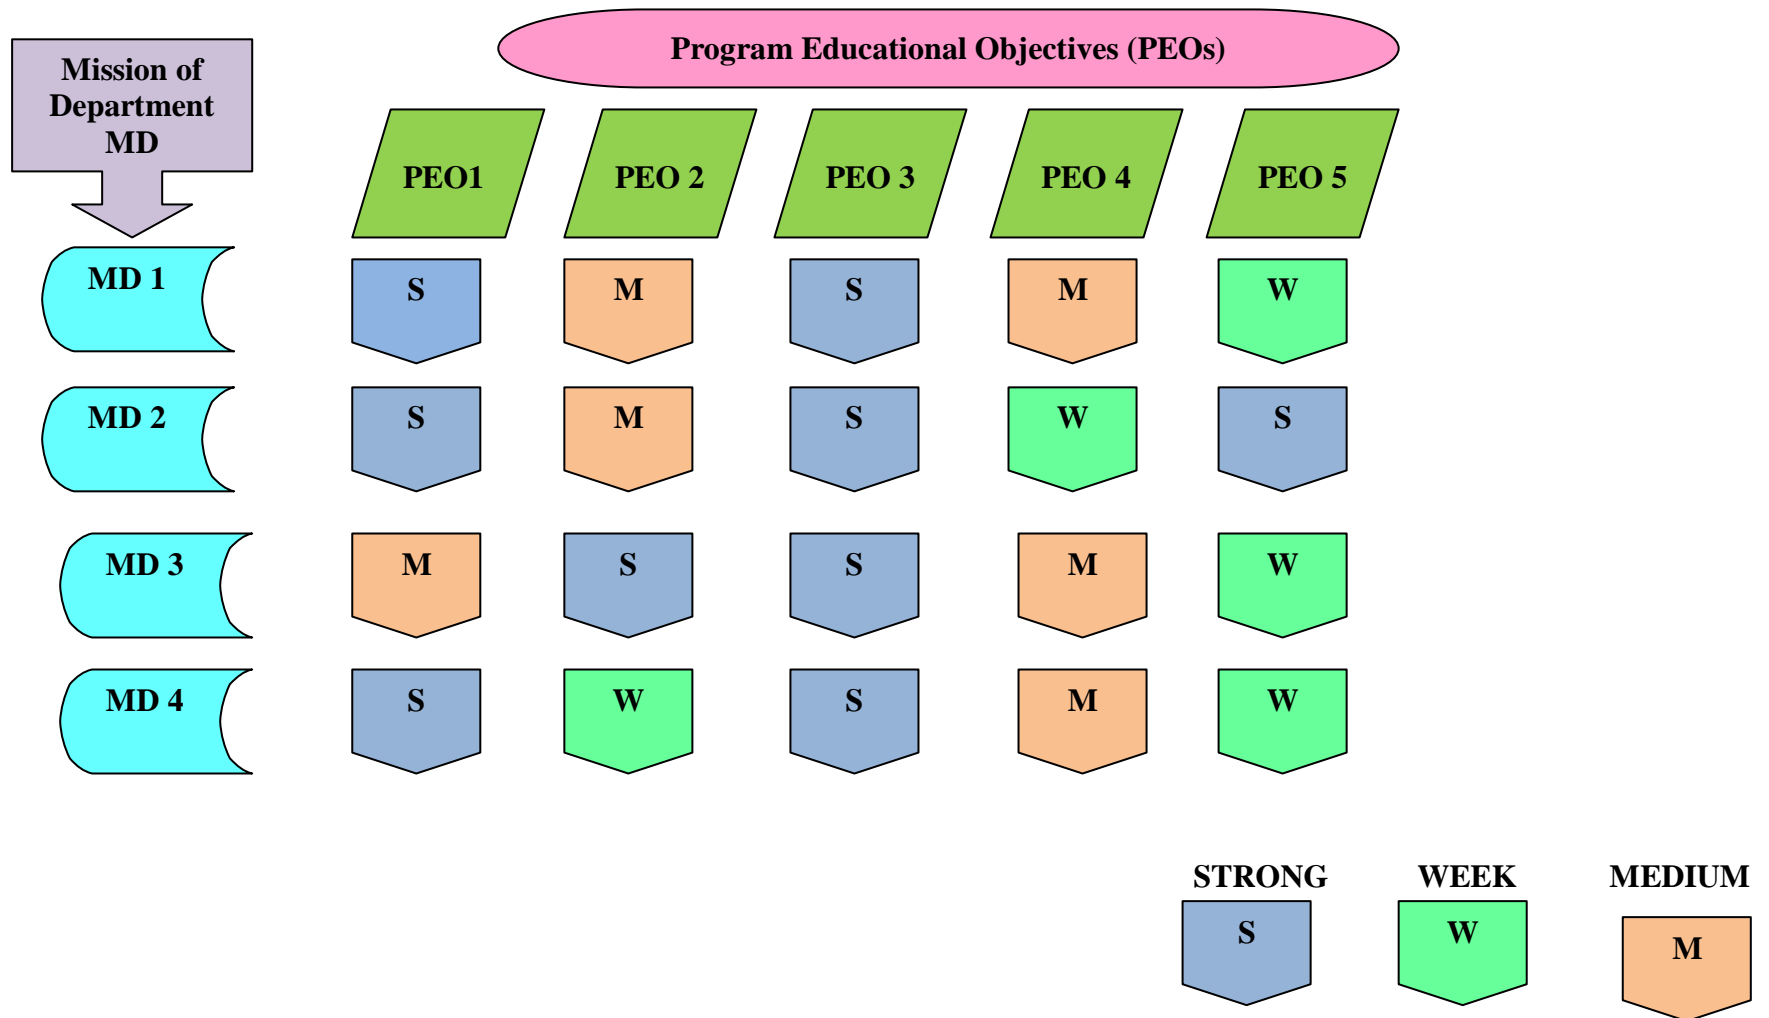 Program Educational Objectives (PEOs)
Mission of
Department
MD
PEO1 PEO 2 PEO 3 PEO 4 PEO 5
MD 1 S M S M W
MD 2 S M S W S
MD 3 M S S M W
MD 4 S W S M W
STRONG WEEK MEDIUM
S W M